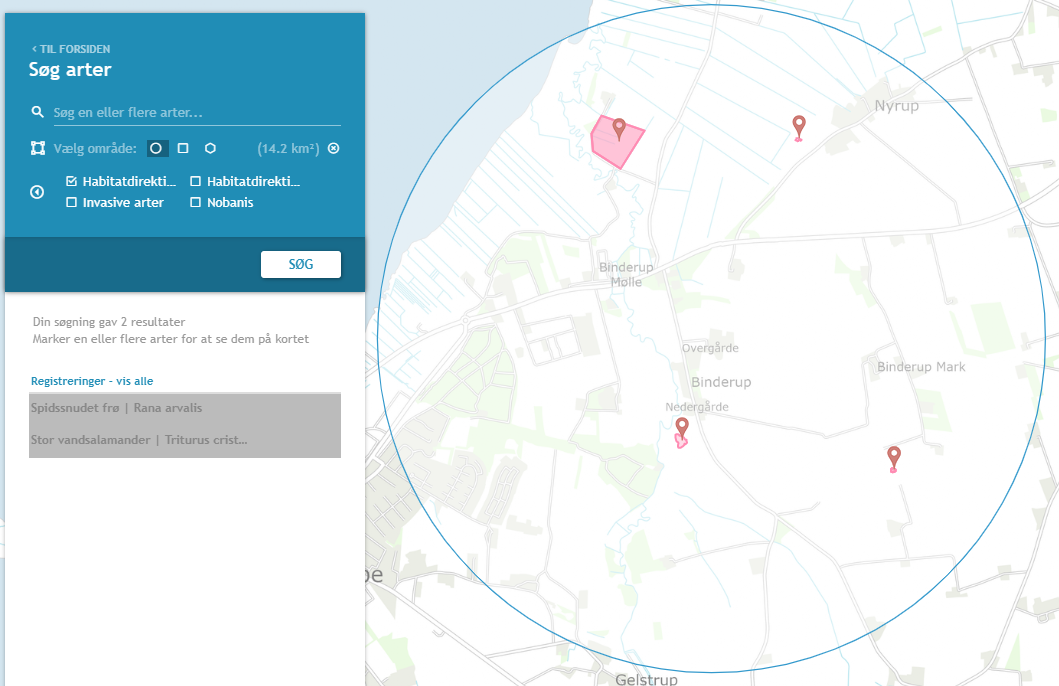 ‹ TIL FORSIDEN
Søg arter
Søg en eller flere arter...
Vælg område:
(14.2 km²)
Habitatdirekti...
Habitatdirekti...
Invasive arter
Nobanis
SØG
Din søgning gav 2 resultater
Marker en eller flere arter for at se dem på kortet
Registreringer - vis alle
Spidssnudet frø | Rana arvalis
Stor vandsalamander | Triturus crist...
Nyrup
Binderup
Mølle
Overgårde
Binderup Mark
Binderup
Nedergårde
pe
Gelstrup